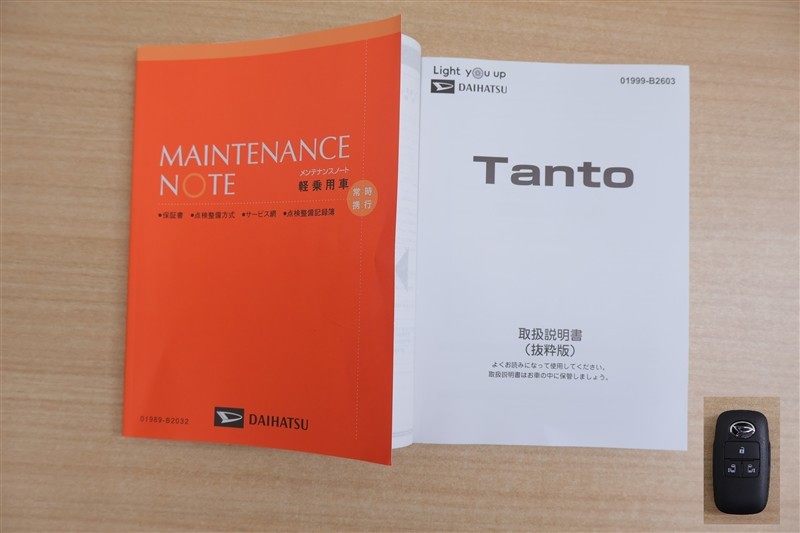 MAINTENANCE
NOTE
メンテナンスノート
軽乗用車
常時
携行
●保証書 ●点検整備方式 ●サービス網 ●点検整備記録簿
01999-B2032
DAIHATSU
Light you up
DAIHATSU
01999-B2603
Tanto
取扱説明書
（抜粋版）
よくお読みになって使用してください。
取扱説明書はお車の中に保管しましょう。